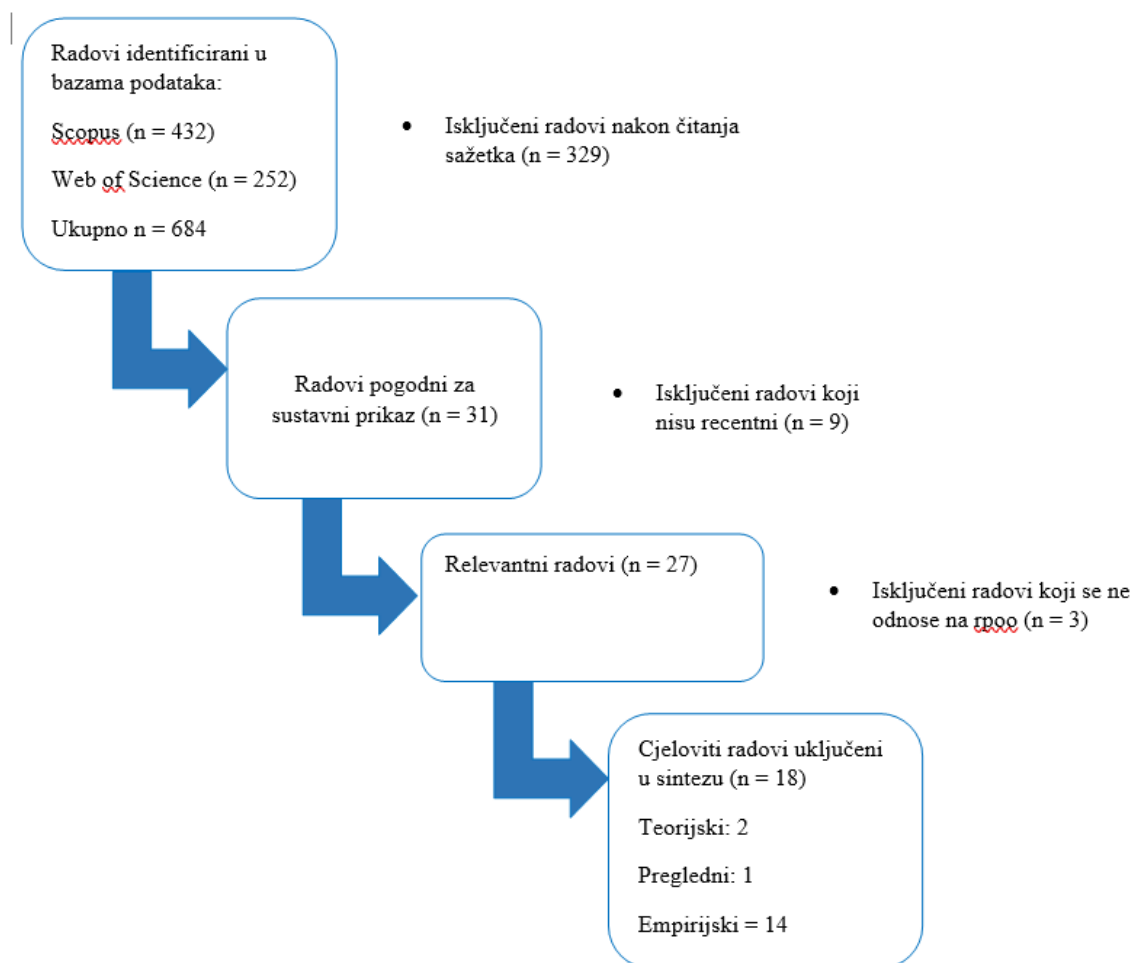 Radovi identificirani u
bazama podataka:
Scopus (n = 432)
Web of Science (n = 252)
Ukupno n = 684
• Isključeni radovi nakon čitanja
sažetka (n = 329)
Radovi pogodni za
sustavni prikaz (n = 31)
• Isključeni radovi koji
nisu recentni (n = 9)
Relevantni radovi (n = 27)
• Isključeni radovi koji se ne
odnose na rpoo (n = 3)
Cjeloviti radovi uključeni
u sintezu (n = 18)
Teorijski: 2
Pregledni: 1
Empirijski = 14